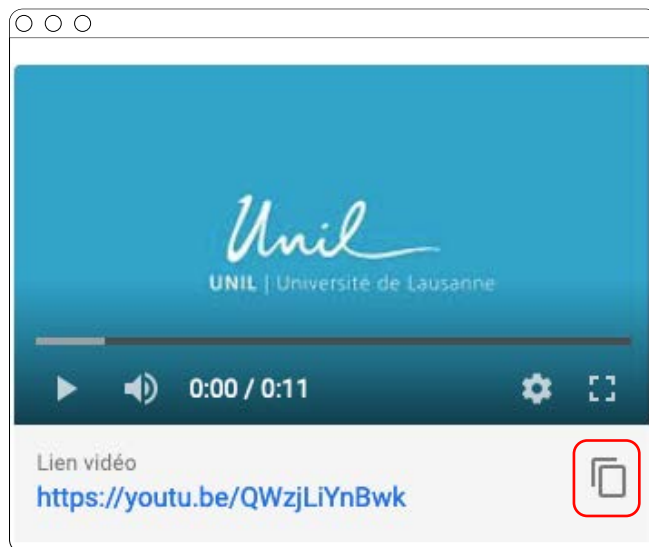 Unil
UNIL | Université de Lausanne
0:00 / 0:11
Lien vidéo
https://youtu.be/QWzjLiYnBwk